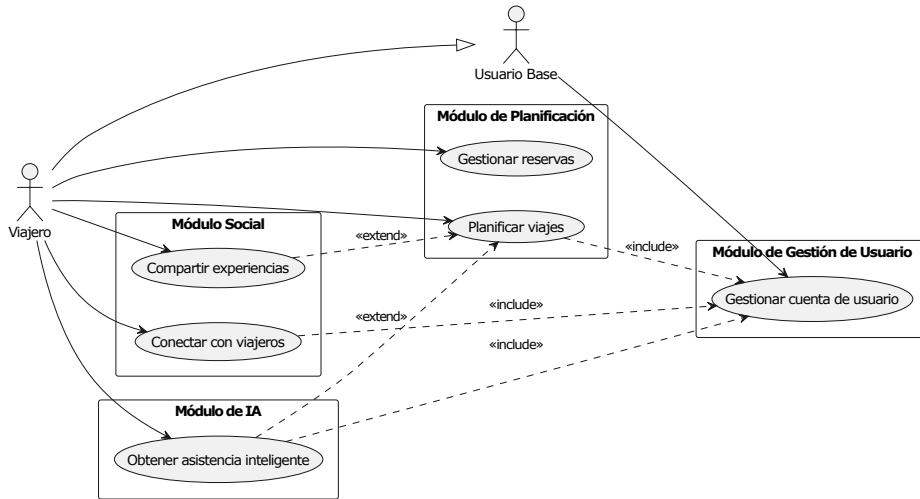 Usuario Base
Módulo de Planificación
Gestionar reservas
Viajero
Módulo Social
Planificar viajes
«extend»
«include»
Módulo de Gestión de Usuario
Compartir experiencias
Gestionar cuenta de usuario
«include»
«extend»
Conectar con viajeros
«include»
Módulo de IA
Obtener asistencia inteligente